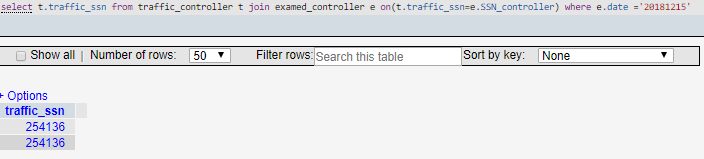 select t.traffic_ssn from traffic_controller t join examed_controller e on(t.traffic_ssn=e.SSN_controller) where e.date ='20181215'
Show all | Number of rows: 50 Filter rows: Search this table Sort by key: None
+ Options
traffic_ssn
254136
254136